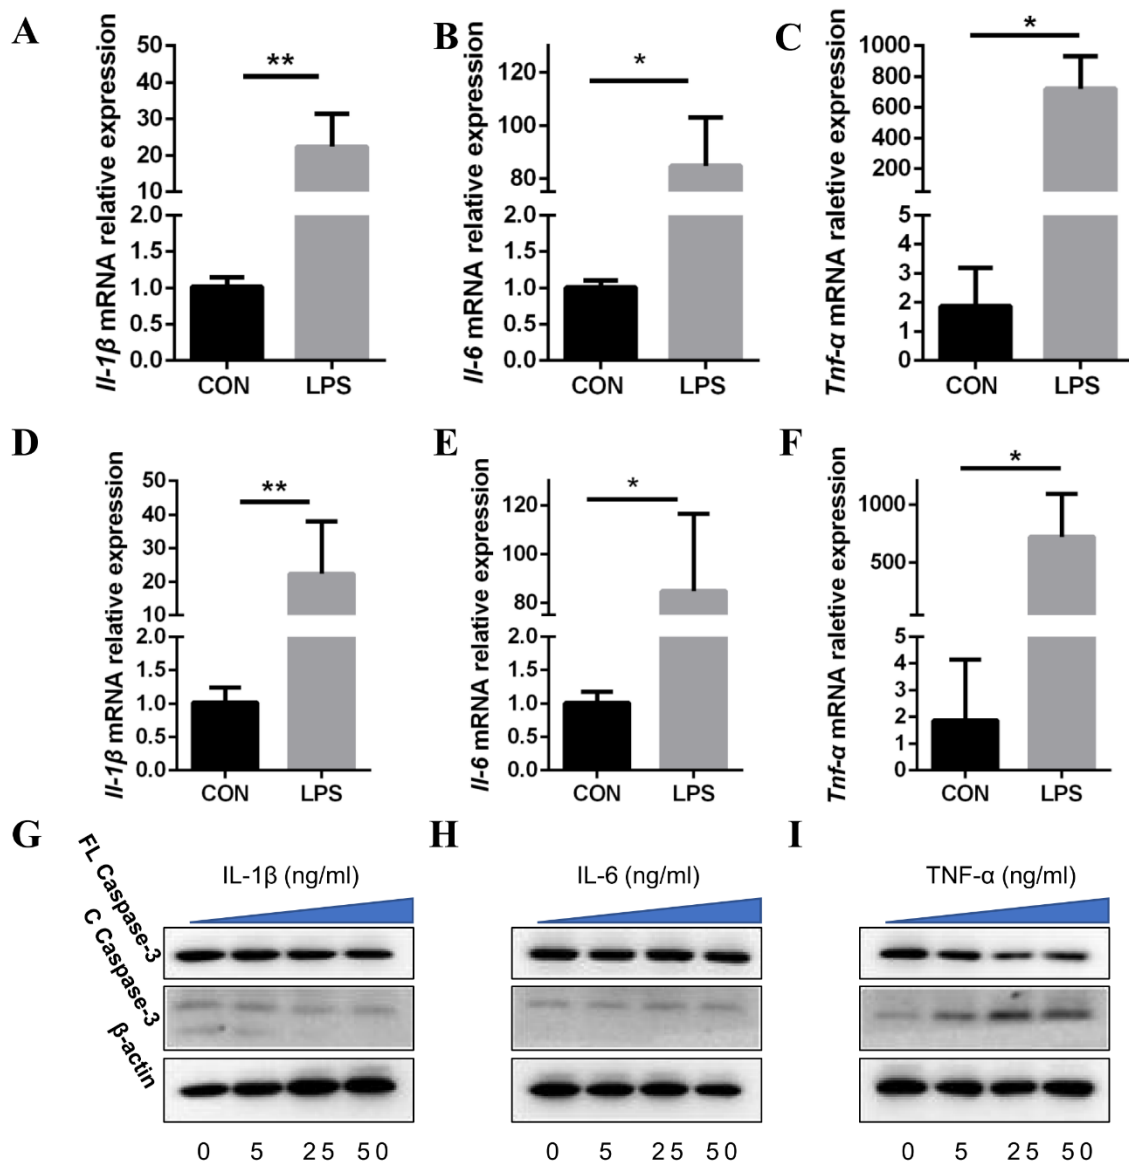 A
Il-1β mRNA relative expression
50
40
30
20
10
2.0
1.5
1.0
0.5
0.0
**
CON LPS
B
Il-6 mRNA relative expression
120
100
80
2.0
1.5
1.0
0.5
0.0
*
CON LPS
C
Tnf-α mRNA raletive expression
1000
800
600
400
200
5
4
3
2
1
0
*
CON LPS
D
Il-1β mRNA relative expression
50
40
30
20
10
2.0
1.5
1.0
0.5
0.0
**
CON LPS
E
Il-6 mRNA relative expression
120
100
80
2.0
1.5
1.0
0.5
0.0
*
CON LPS
F
Tnf-α mRNA raletive expression
1000
500
5
4
3
2
1
0
*
CON LPS
G
IL-1β (ng/ml)
FL Caspase-3
C Caspase-3
β-actin
0 5 25 50
H
IL-6 (ng/ml)
0 5 25 50
I
TNF-α (ng/ml)
0 5 25 50